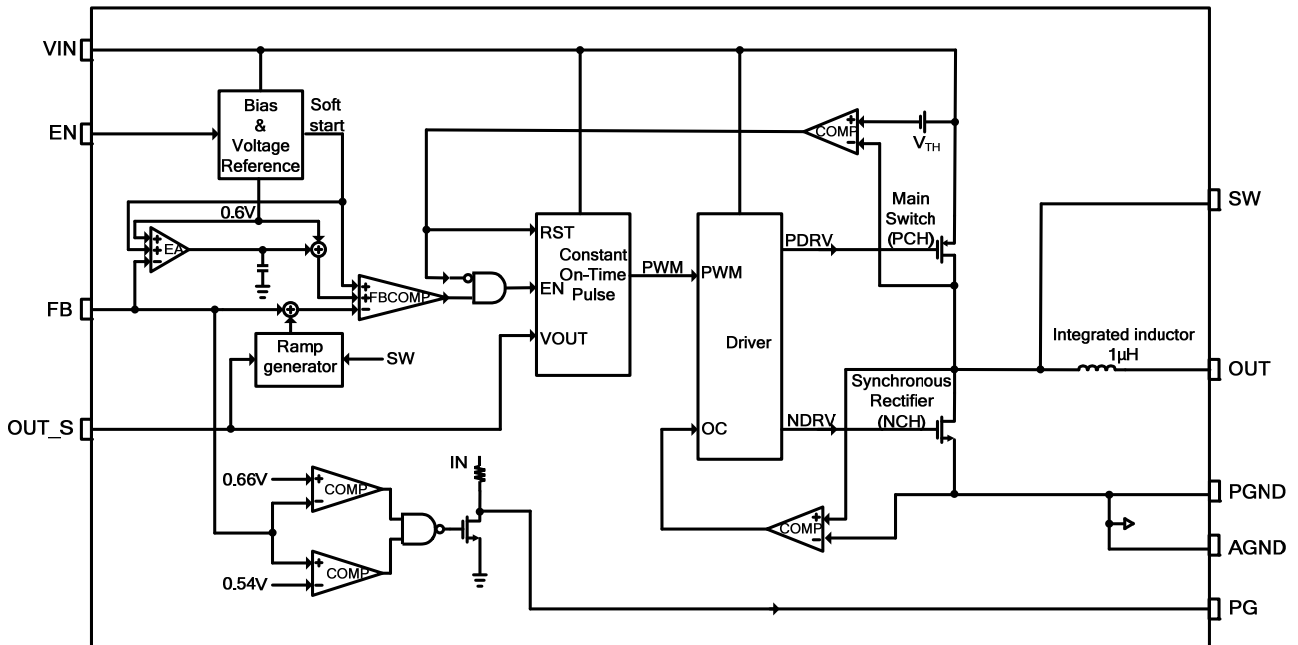 VIN
EN
Bias
&
Voltage
Reference
Soft
start
0.6V
+
+
−
EA
+
FB
+
+
+
−
FBCOMP
Ramp
generator
SW
OUT_S
RST
Constant
On-Time
Pulse
EN
VOUT
PWM
PWM
Driver
OC
PDRV
NDRV
COMP
+
−
VTH
Main
Switch
(PCH)
Synchronous
Rectifier
(NCH)
COMP
+
−
Integrated inductor
1µH
SW
OUT
PGND
AGND
PG
0.66V
+
−
COMP
0.54V
+
−
COMP
IN